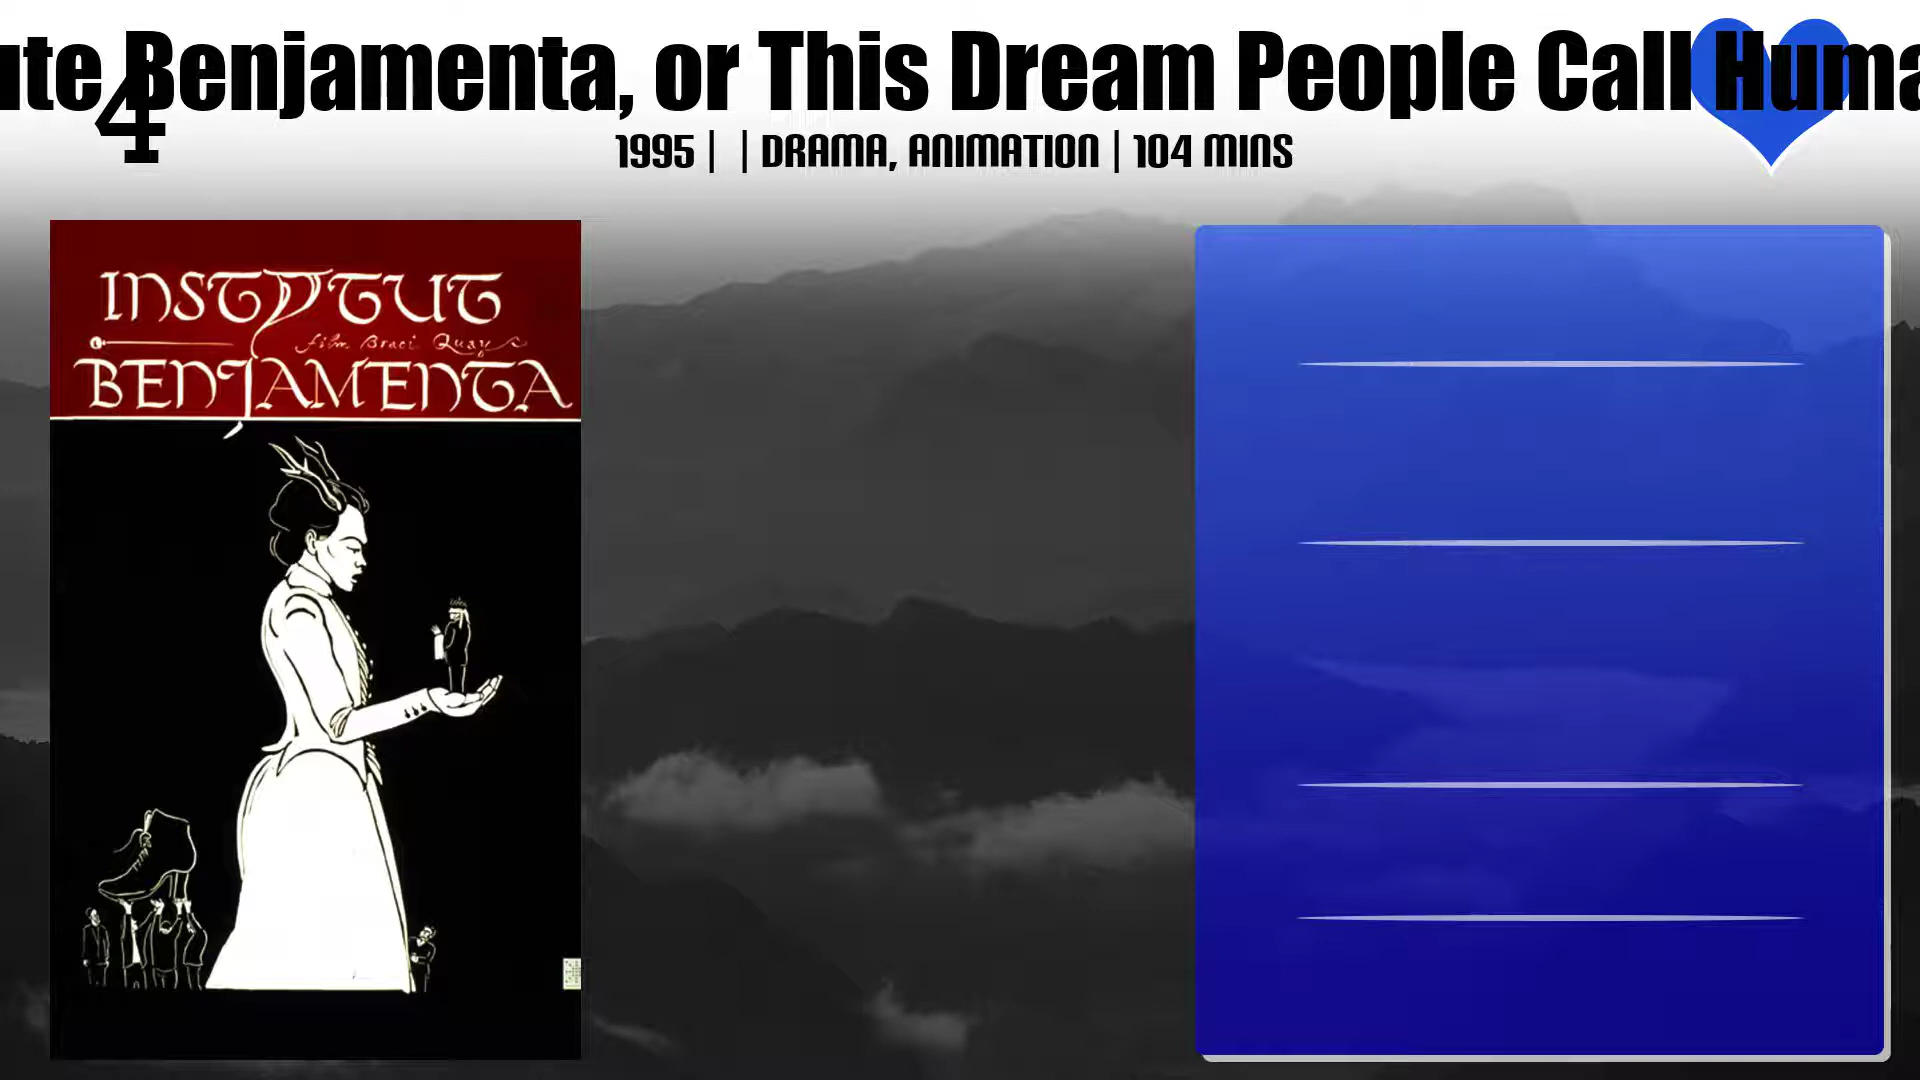 ute Benjamenta, or This Dream People Call Huma
4
1995 | | DRAMA, ANIMATION | 104 MINS
INSTYTUT
film Braci Quay
BENJAMENTA